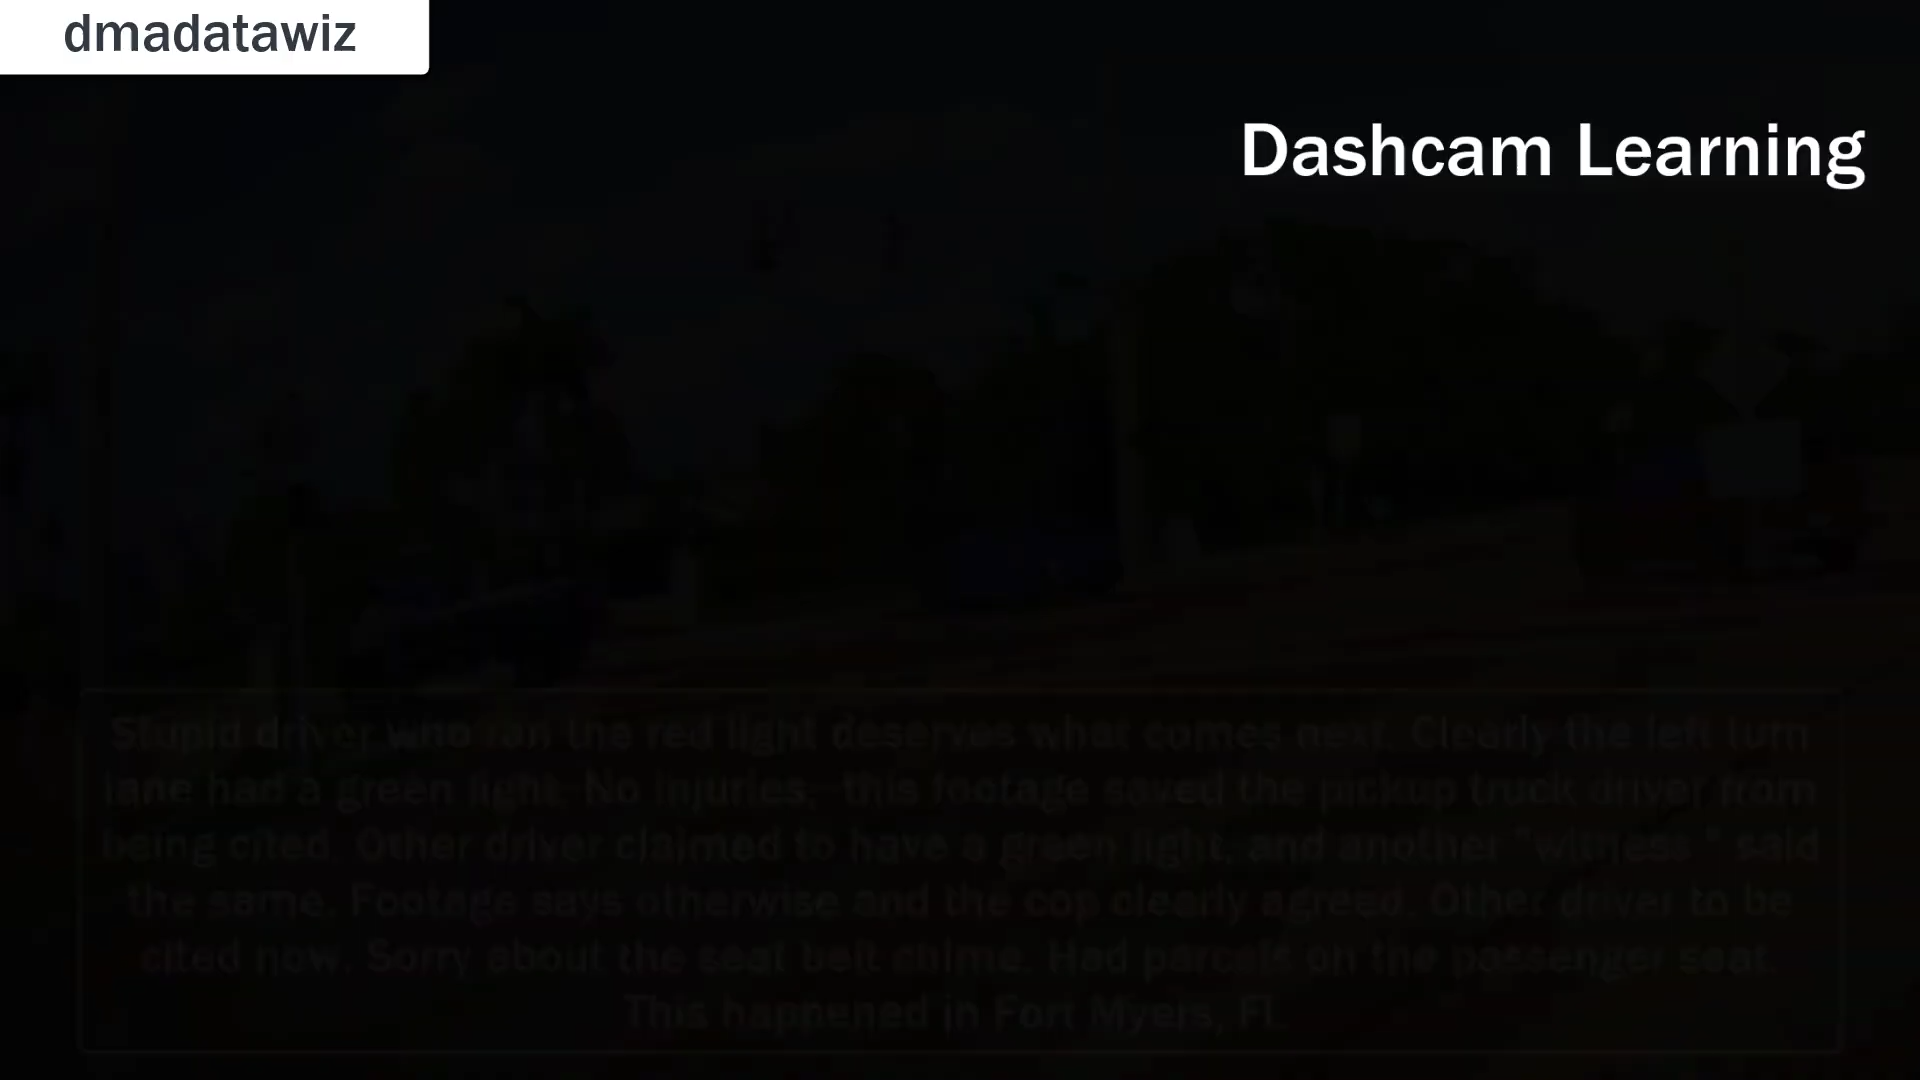 dmadatawiz
Dashcam Learning
Stupid driver who ran the red light deserves what comes next. Clearly the left turn
lane had a green light. No injuries, this footage saved the pickup truck driver from
being cited. Other driver claimed to have a green light, and another "witness " said
the same. Footage says otherwise and the cop clearly agreed. Other driver to be
cited now. Sorry about the seat belt chime. Had parcels on the passenger seat.
This happened in Fort Myers, FL